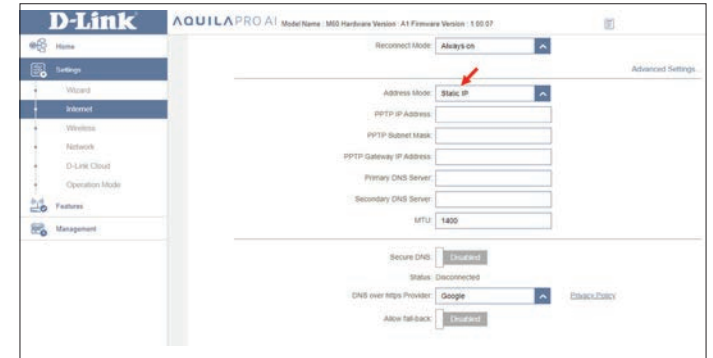 D-Link
AQUILA PRO AI Model Name : M60 Hardware Version : A1 Firmware Version : 1.00.07
Home
Settings
Wizard
Internet
Wireless
Network
D-Link Cloud
Operation Mode
Features
Management
Reconnect Mode: Always on
Advanced Settings...
Address Mode: Static IP
PPTP IP Address:
PPTP Subnet Mask:
PPTP Gateway IP Address:
Primary DNS Server:
Secondary DNS Server:
MTU: 1400
Secure DNS: Disabled
Status: Disconnected
DNS over https Provider: Google Privacy Policy
Allow fall-back: Disabled